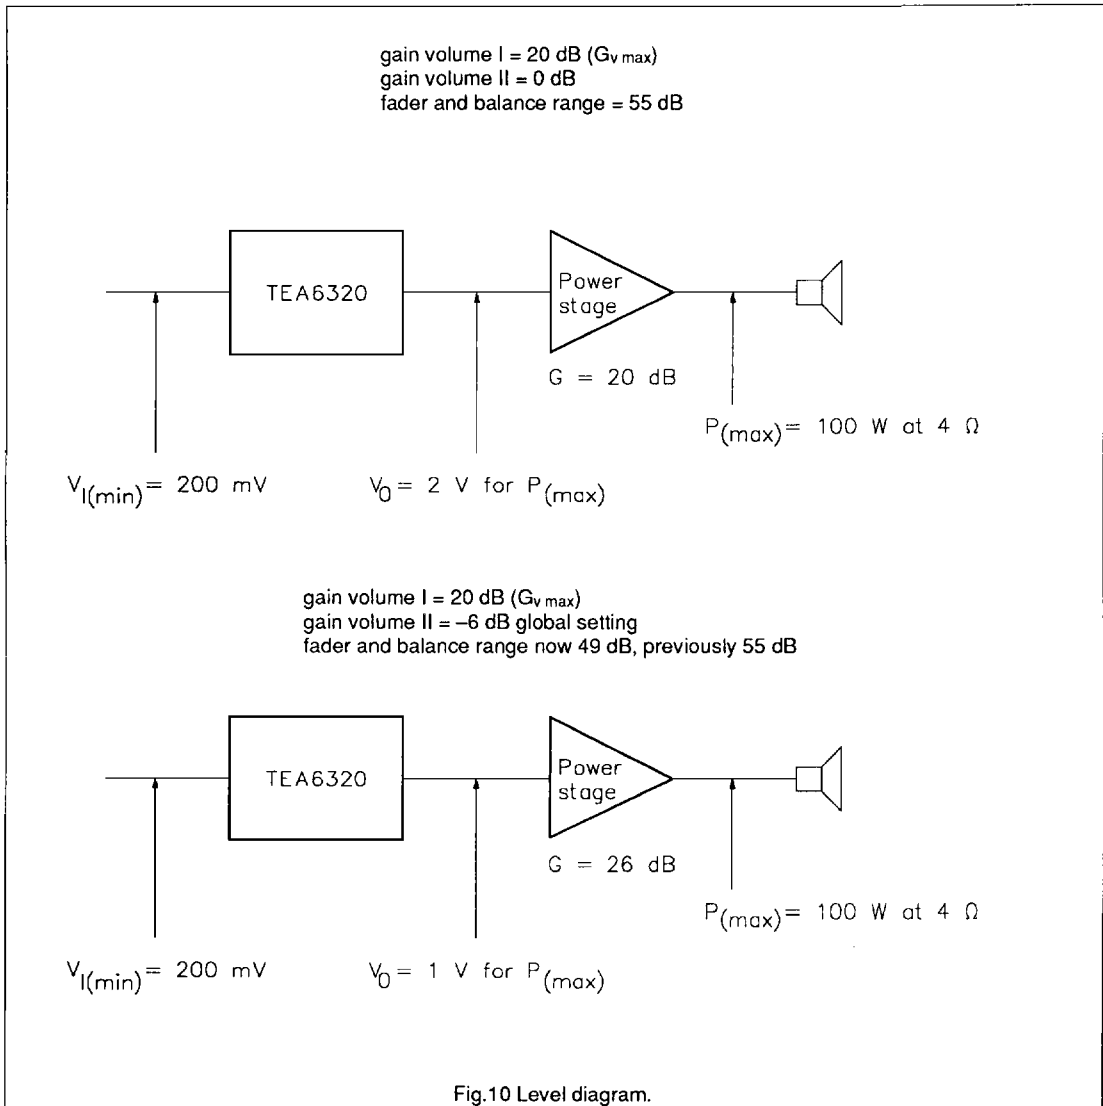 gain volume I = 20 dB (Gv max)
gain volume II = 0 dB
fader and balance range = 55 dB
TEA6320
Power
stage
G = 20 dB
P(max)= 100 W at 4 Ω
VI(min)= 200 mV
VO= 2 V for P(max)
gain volume I = 20 dB (Gv max)
gain volume II = –6 dB global setting
fader and balance range now 49 dB, previously 55 dB
TEA6320
Power
stage
G = 26 dB
P(max)= 100 W at 4 Ω
VI(min)= 200 mV
VO= 1 V for P(max)
Fig.10 Level diagram.